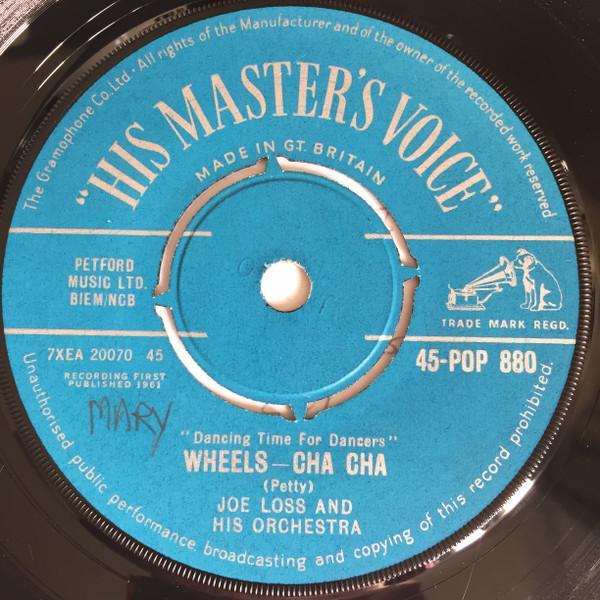 The Gramophone Co. Ltd · All rights of the Manufacturer and of the owner of the recorded work reserved
"HIS MASTER'S VOICE"
MADE IN GT. BRITAIN
PETFORD
MUSIC LTD.
BIEM/NCB
TRADE MARK REGD.
7XEA 20070 45
45-POP 880
RECORDING FIRST
PUBLISHED 1961
MARY
"Dancing Time For Dancers"
WHEELS—CHA CHA
(Petty)
JOE LOSS AND
HIS ORCHESTRA
Unauthorised public performance broadcasting and copying of this record prohibited.